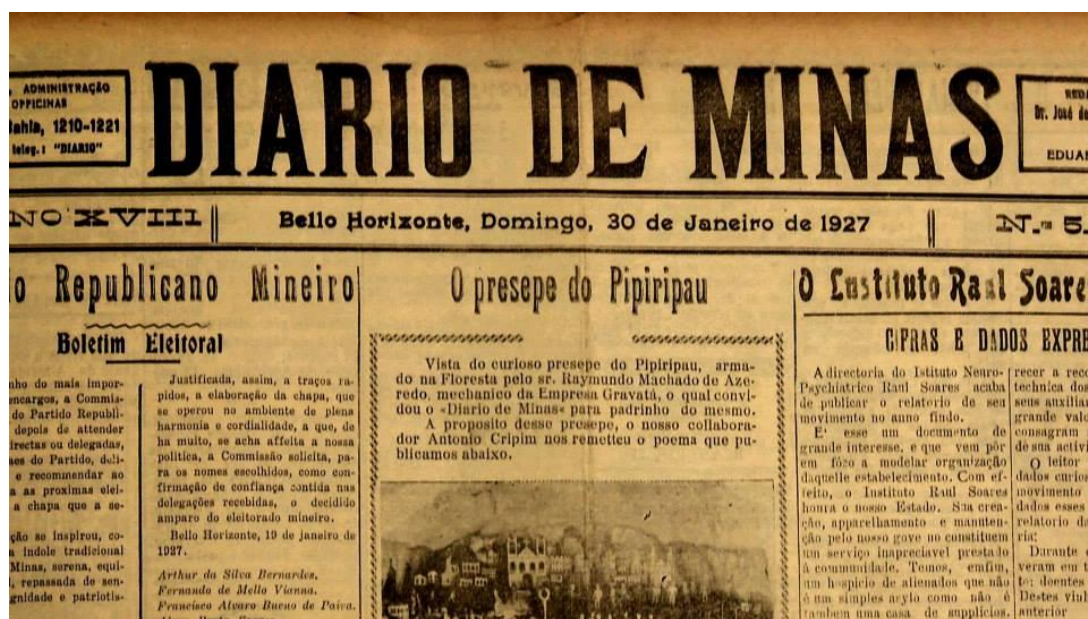 ADMINISTRAÇÃO
OFFICINAS
Bahia, 1210-1221
teleg.: "DIARIO"
DIARIO DE MINAS
REDA
Dr. José de
EDUAR
NO XVIII
Bello Horizonte, Domingo, 30 de Janeiro de 1927
N. 5.
o Republicano Mineiro
Boletim Eleitoral
nho do mais impor-
encargos, a Commis-
do Partido Republi-
depois de attender
irectas ou delegadas,
es do Partido, deli-
e recommendar ao
a as proximas elei-
a chapa que a se-
ção se inspirou, co-
indole tradicional
Minas, serena, equi-
, repassada de sen-
gnidade e patriotis-
Justificada, assim, a traços ra-
pidos, a elaboração da chapa, que
se operou no ambiente de plena
harmonia e cordialidade, a que, de
ha muito, se acha affeita a nossa
politica, a Commissão solicita, pa-
ra os nomes escolhidos, como con-
firmação de confiança contida nas
delegações recebidas, o decidido
amparo do eleitorado mineiro.
Bello Horizonte, 19 de janeiro de
1927.
Arthur da Silva Bernardes.
Fernando de Mello Vianna.
Francisco Alvaro Bueno de Paiva.
O presepe do Pipiripau
Vista do curioso presepe do Pipiripau, arma-
do na Floresta pelo sr. Raymundo Machado de Aze-
redo, mechanico da Empresa Gravatá, o qual convi-
dou o «Diario de Minas» para padrinho do mesmo.
A proposito desse presepe, o nosso collabora-
dor Antonio Cripim nos remetteu o poema que pu-
blicamos abaixo.
O Instituto Raul Soare
CIFRAS E DADOS EXPRE
A directoria do Istituto Neuro-
Psychiatrico Raul Soares acaba
de publicar o relatorio de seu
movimento no anno findo.
E' esse um documento de
grande interesse, e que vem pôr
em fóco a modelar organização
daquelle estabelecimento. Com ef-
feito, o Instituto Raul Soares
honra o nosso Estado. Sua crea-
ção, apparelhamento e manuten-
ção pelo nosso gove no constituem
um serviço inapreciavel prestado
á communidade. Temos, emfim,
um hospicio de alienados que não
é um simples asylo como não é
tambem uma casa de supplicios.
recer a reco
technica dos
seus auxilia
grande val
consagram
de sua activi
O leitor
dados curio
movimento
dados esses
relatorio d
ria:
Durante
veram em t
to: doentes
Destes vin
anterior